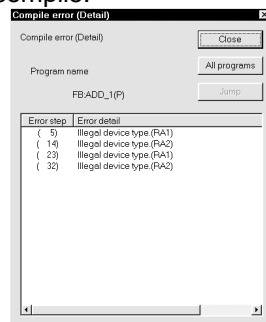 compile.
Compile error (Detail)
Compile error (Detail)
Close
Program name
All programs
FB:ADD_1(P)
Jump
Error step Error detail
( 5) Illegal device type.(RA1)
( 14) Illegal device type.(RA2)
( 23) Illegal device type.(RA1)
( 32) Illegal device type.(RA2)